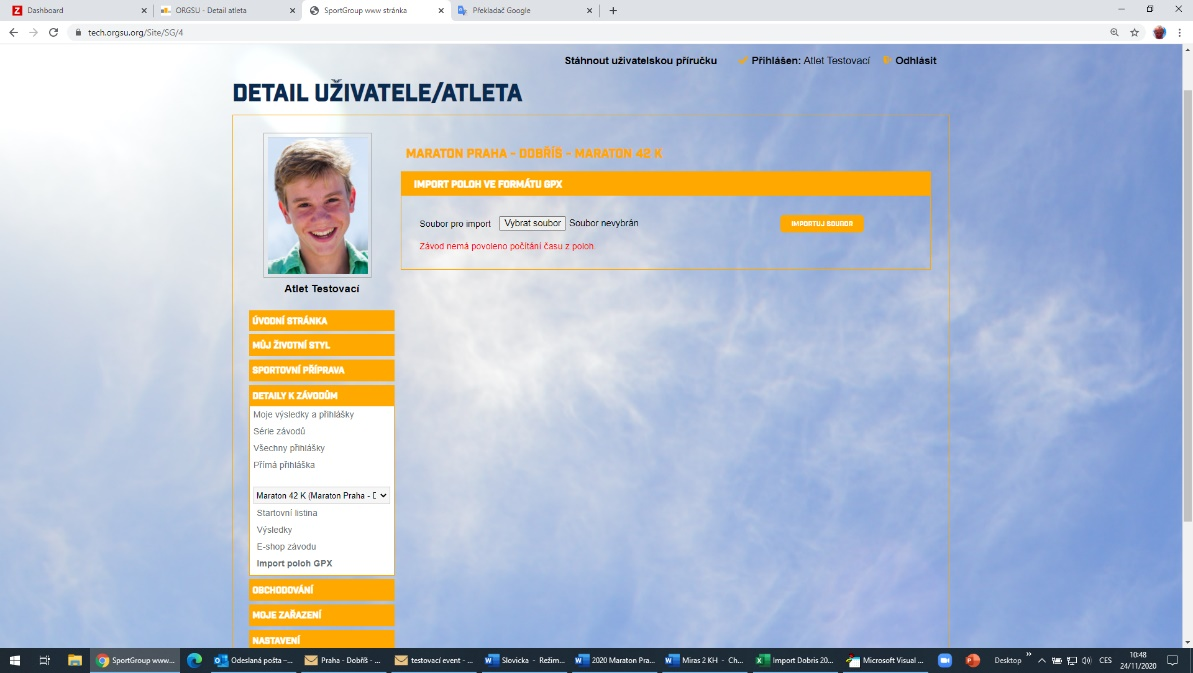 Dashboard
ORGSU - Detail atleta
SportGroup www stránka
Překladač Google
tech.orgsu.org/Site/SG/4
Stáhnout uživatelskou příručku
Přihlášen: Atlet Testovací
Odhlásit
DETAIL UŽIVATELE/ATLETA
MARATON PRAHA - DOBŘÍŠ - MARATON 42 K
IMPORT POLOH VE FORMÁTU GPX
Soubor pro import Vybrat soubor Soubor nevybrán
IMPORTUJ SOUBOR
Závod nemá povoleno počítání času z poloh
Atlet Testovací
ÚVODNÍ STRÁNKA
MŮJ ŽIVOTNÍ STYL
SPORTOVNÍ PŘÍPRAVA
DETAILY K ZÁVODŮM
Moje výsledky a přihlášky
Série závodů
Všechny přihlášky
Přímá přihláška
Maraton 42 K (Maraton Praha - D
Startovní listina
Výsledky
E-shop závodu
Import poloh GPX
OBCHODOVÁNÍ
MOJE ZAŘAZENÍ
NASTAVENÍ
SportGroup www...
Odeslaná pošta –...
Praha - Dobříš - ...
testovací event - ...
Slovicka - Režim...
2020 Maraton Pra...
Miras 2 KH - Ch...
Import Dobris 20...
Microsoft Visual ...
Desktop
CES
10:48
24/11/2020